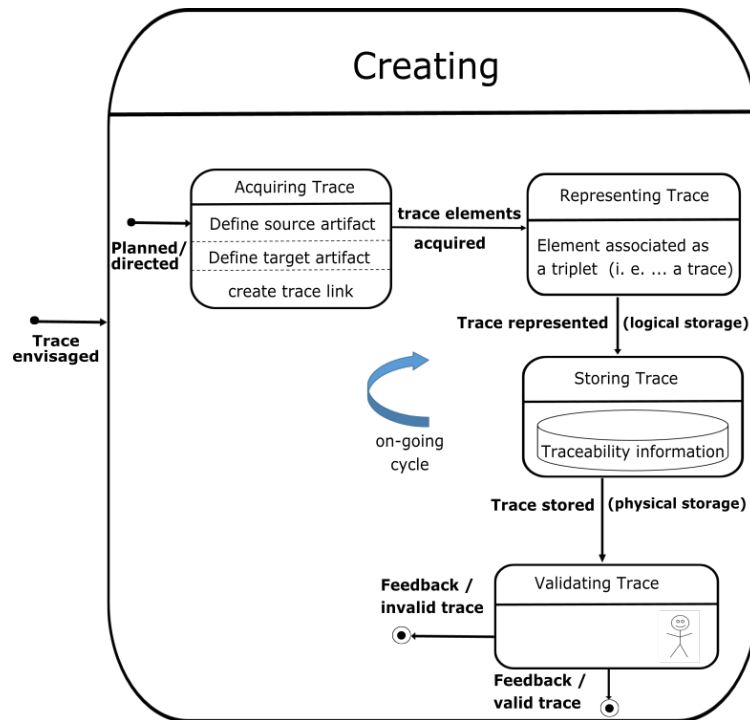 Creating
Acquiring Trace
Define source artifact
Define target artifact
create trace link
Planned/
directed
trace elements
acquired
Representing Trace
Element associated as
a triplet (i. e. ... a trace)
Trace
envisaged
Trace represented (logical storage)
Storing Trace
Traceability information
on-going
cycle
Trace stored (physical storage)
Validating Trace
Feedback /
invalid trace
Feedback /
valid trace